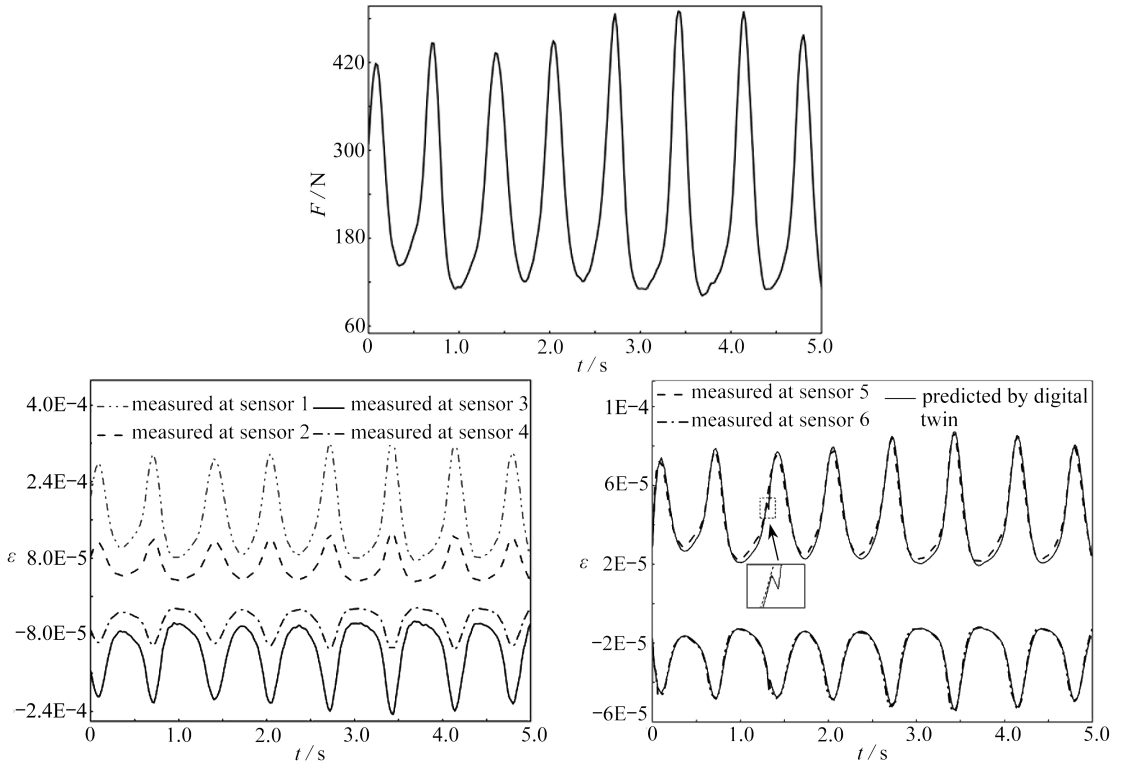 420
300
180
60
F / N
0 1.0 2.0 3.0 4.0 5.0
t / s
4.0E−4
2.4E−4
8.0E−5
−8.0E−5
−2.4E−4
ε
measured at sensor 1
measured at sensor 3
measured at sensor 2
measured at sensor 4
0 1.0 2.0 3.0 4.0 5.0
t / s
1E−4
6E−5
2E−5
−2E−5
−6E−5
ε
measured at sensor 5
measured at sensor 6
predicted by digital
twin
0 1.0 2.0 3.0 4.0 5.0
t / s